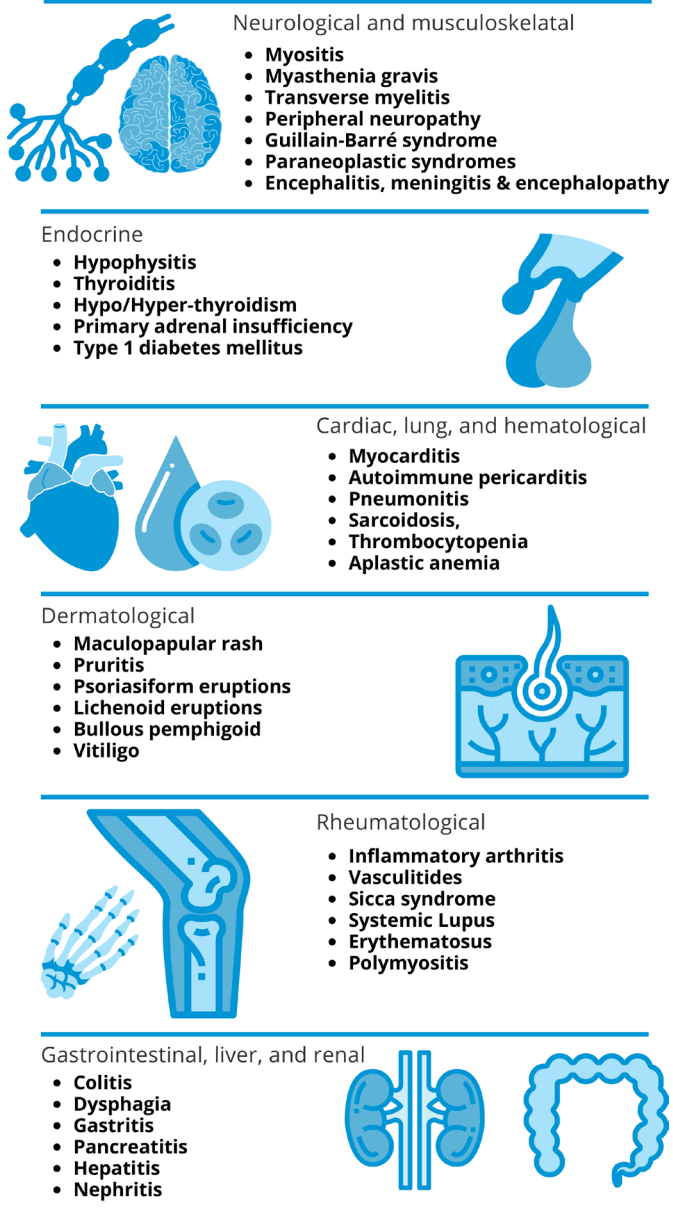 Neurological and musculoskelatal
• Myositis
• Myasthenia gravis
• Transverse myelitis
• Peripheral neuropathy
• Guillain-Barré syndrome
• Paraneoplastic syndromes
• Encephalitis, meningitis & encephalopathy
Endocrine
• Hypophysitis
• Thyroiditis
• Hypo/Hyper-thyroidism
• Primary adrenal insufficiency
• Type 1 diabetes mellitus
Cardiac, lung, and hematological
• Myocarditis
• Autoimmune pericarditis
• Pneumonitis
• Sarcoidosis,
• Thrombocytopenia
• Aplastic anemia
Dermatological
• Maculopapular rash
• Pruritis
• Psoriasiform eruptions
• Lichenoid eruptions
• Bullous pemphigoid
• Vitiligo
Rheumatological
• Inflammatory arthritis
• Vasculitides
• Sicca syndrome
• Systemic Lupus
• Erythematosus
• Polymyositis
Gastrointestinal, liver, and renal
• Colitis
• Dysphagia
• Gastritis
• Pancreatitis
• Hepatitis
• Nephritis